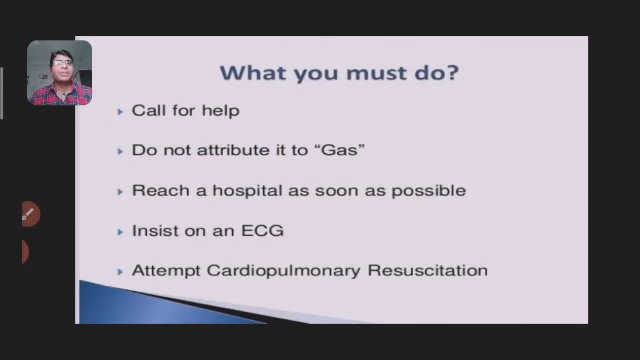 What you must do?
Call for help
Do not attribute it to “Gas”
Reach a hospital as soon as possible
Insist on an ECG
Attempt Cardiopulmonary Resuscitation